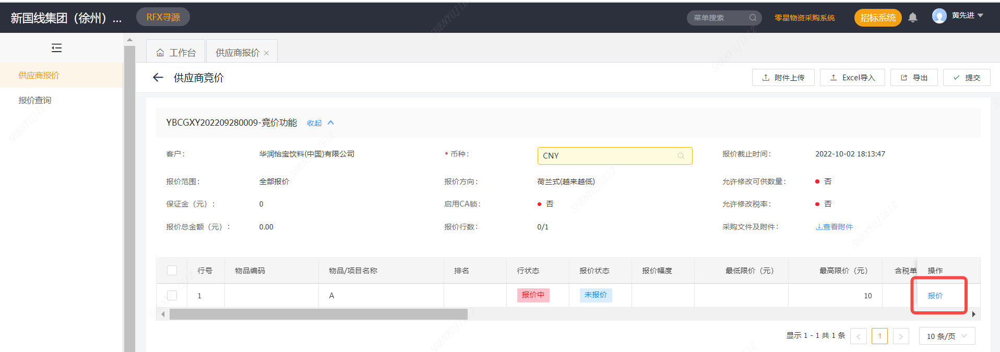 新国线集团（徐州）...
RFX寻源
菜单搜索
零星物资采购系统
招标系统
黄先进
供应商报价
报价查询
工作台
供应商报价
供应商竞价
附件上传
Excel导入
导出
提交
YBCGXY202209280009-竞价功能 收起
客户： 华润怡宝饮料(中国)有限公司 * 币种： CNY 报价截止时间： 2022-10-02 18:13:47
报价范围： 全部报价 报价方向： 荷兰式(越来越低) 允许修改可供数量： 否
保证金（元）： 0 启用CA锁： 否 允许修改税率： 否
报价总金额（元）： 0.00 报价行数： 0/1 采购文件及附件： 查看附件
行号 物品编码 物品/项目名称 排名 行状态 报价状态 报价幅度 最低限价（元） 最高限价（元） 含税单 操作
1 A 报价中 未报价 10 报价
显示 1 - 1 共 1 条 < 1 > 10 条/页
SHENYUJIE12
SHENYUJIE12
SHENYUJIE12
SHENYUJIE12
SHENYUJIE12
SHENYUJIE12